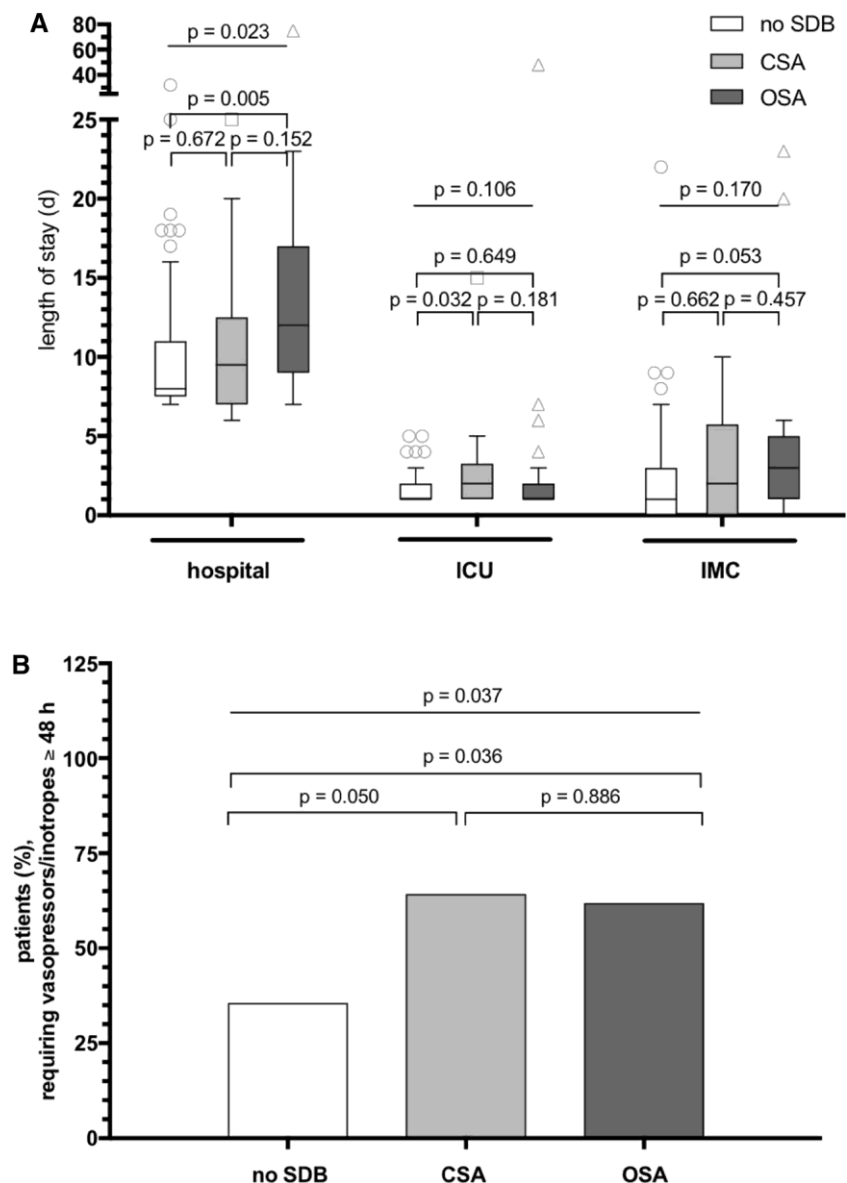 A
no SDB
CSA
OSA
length of stay (d)
80
60
40
25
20
15
10
5
0
p = 0.023
p = 0.005
p = 0.672
p = 0.152
p = 0.106
p = 0.649
p = 0.032
p = 0.181
p = 0.170
p = 0.053
p = 0.662
p = 0.457
hospital
ICU
IMC
B
patients (%),
requiring vasopressors/inotropes ≥ 48 h
125
100
75
50
25
0
p = 0.037
p = 0.036
p = 0.050
p = 0.886
no SDB
CSA
OSA